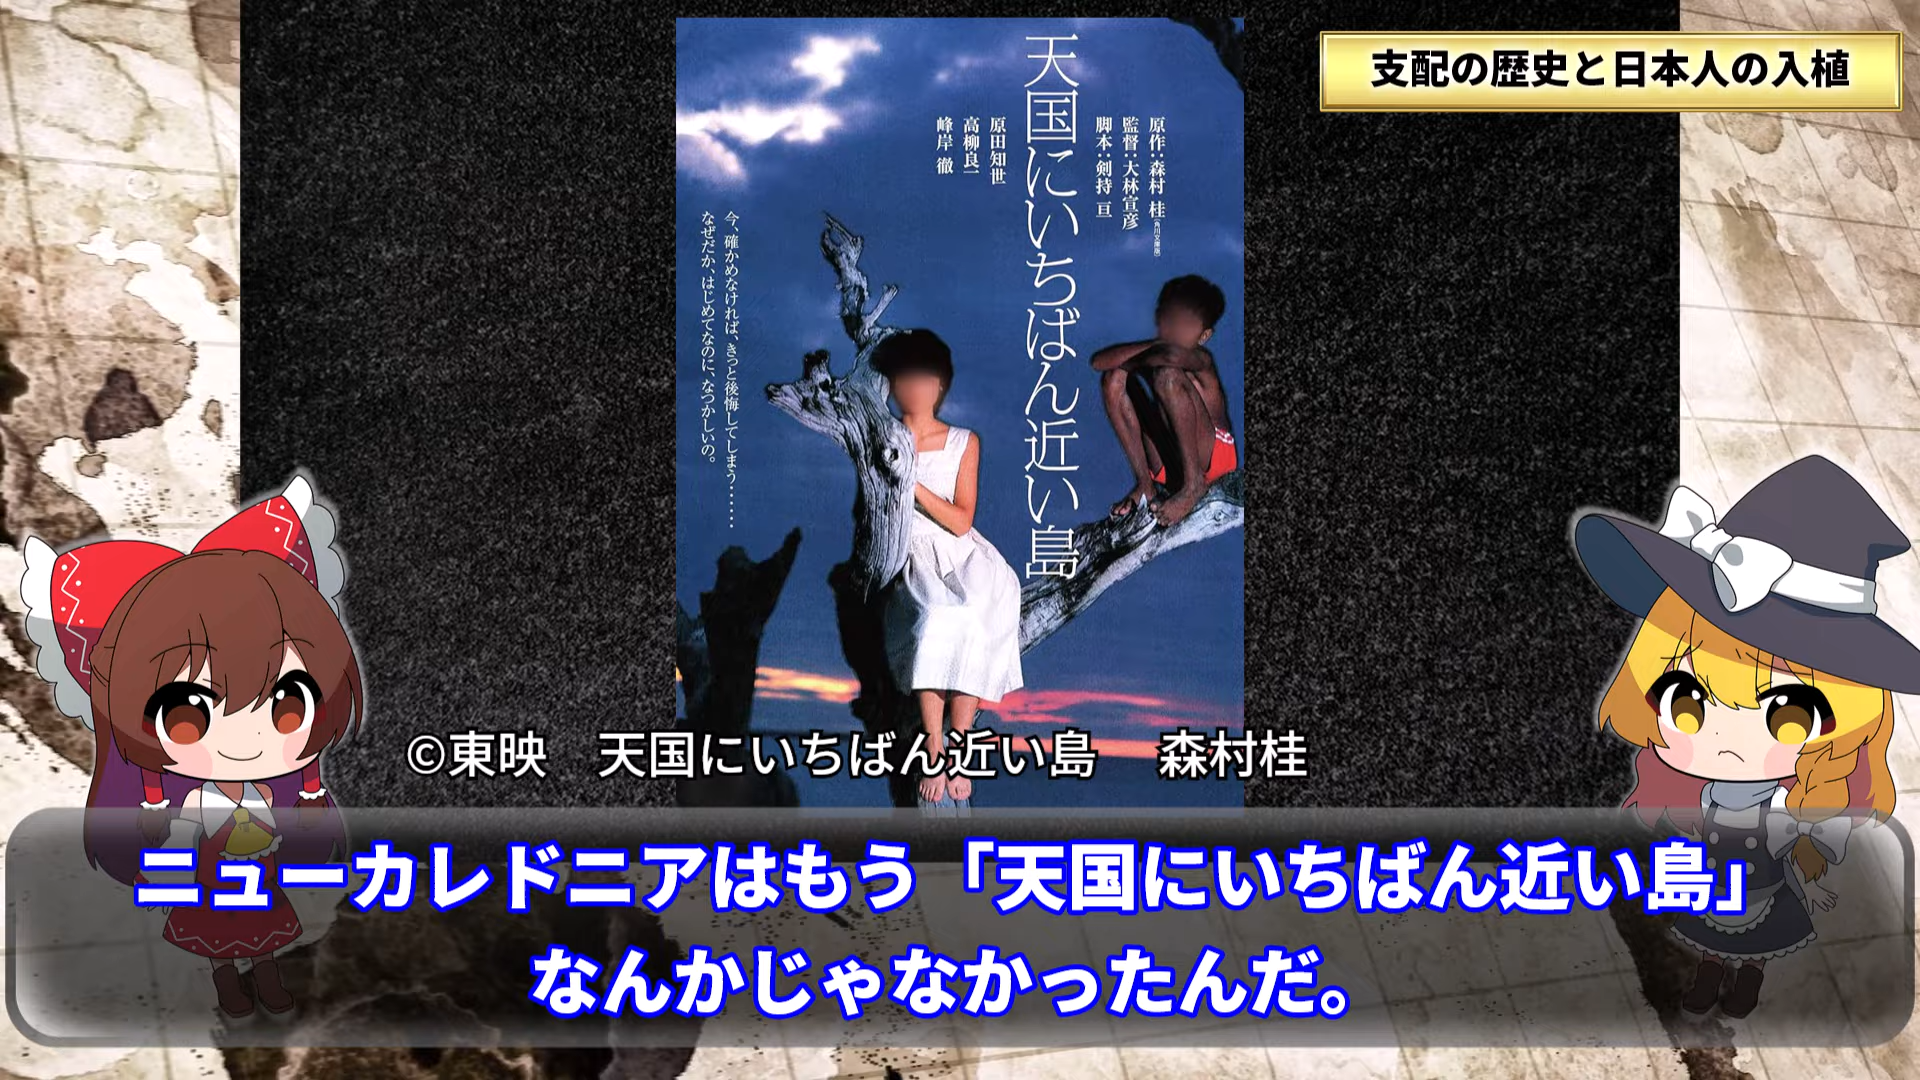 支配の歴史と日本人の入植
原作：森村 桂（角川文庫版）
監督：大林宣彦
脚本：剣持 亘
天国にいちばん近い島
原田知世
高柳良一
峰岸 徹
今、確かめなければ、きっと後悔してしまう……
なぜだか、はじめてなのに、なつかしいの。
©東映 天国にいちばん近い島 森村桂
ニューカレドニアはもう「天国にいちばん近い島」
なんかじゃなかったんだ。